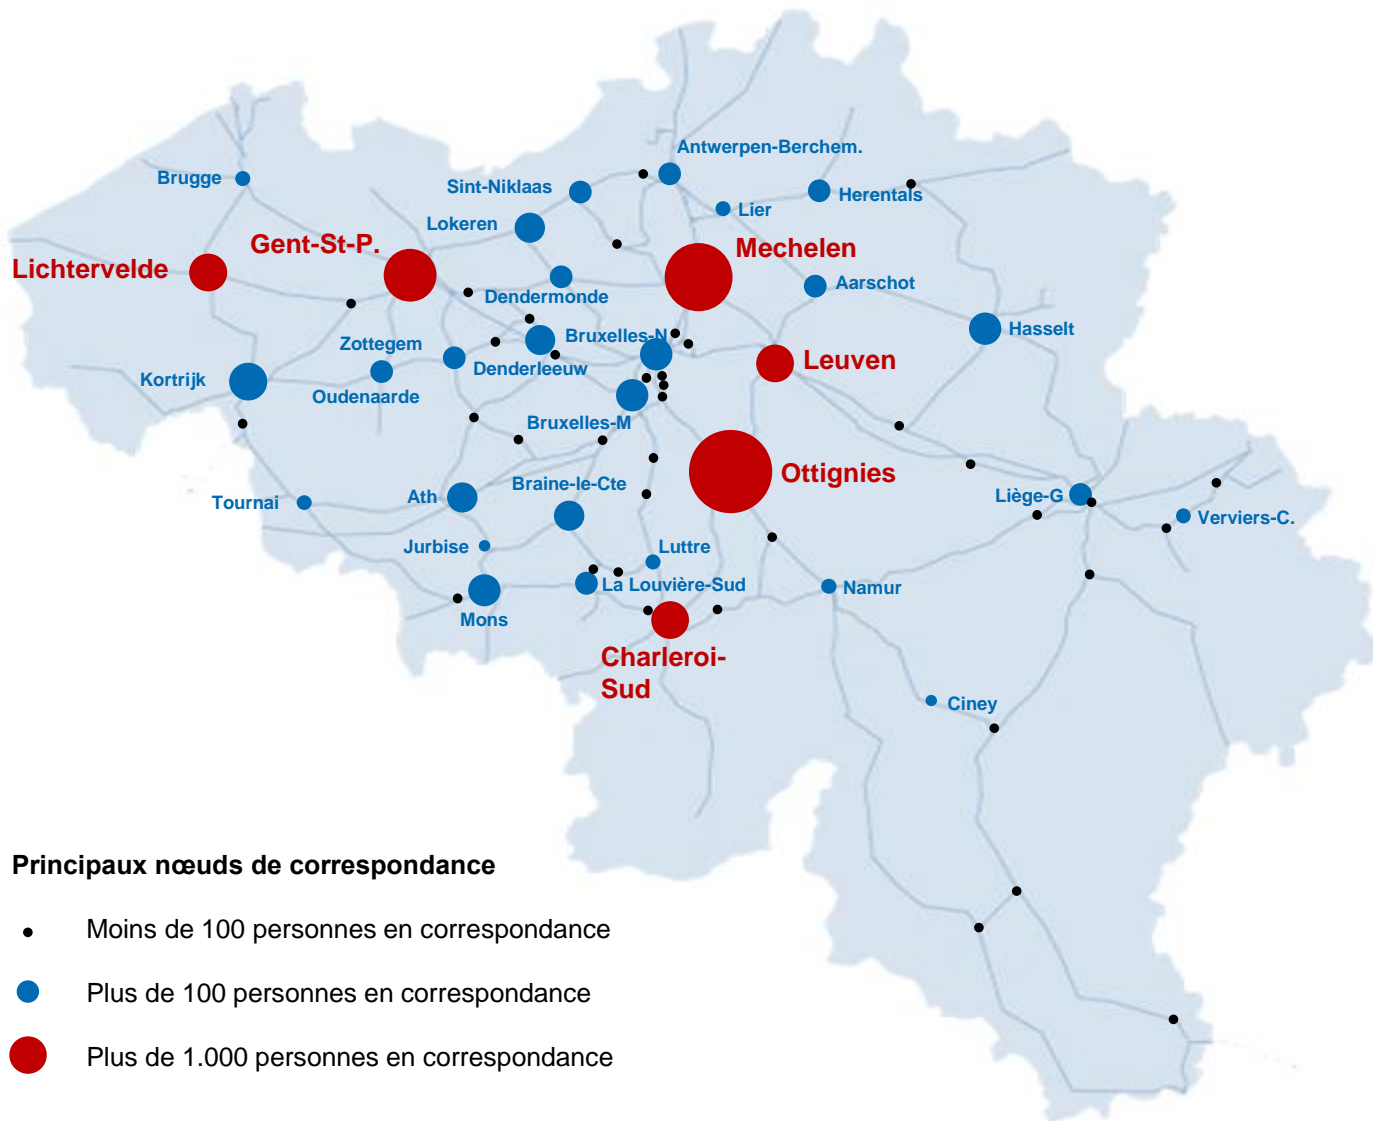 Antwerpen-Berchem.
Brugge
Sint-Niklaas
Herentals
Lier
Lokeren
Gent-St-P.
Mechelen
Lichtervelde
Aarschot
Dendermonde
Hasselt
Zottegem
Bruxelles-N
Leuven
Denderleeuw
Kortrijk
Oudenaarde
Bruxelles-M
Ottignies
Braine-le-Cte
Ath
Tournai
Liège-G
Verviers-C.
Jurbise
Luttre
La Louvière-Sud
Namur
Mons
Charleroi-
Sud
Ciney
Principaux nœuds de correspondance
Moins de 100 personnes en correspondance
Plus de 100 personnes en correspondance
Plus de 1.000 personnes en correspondance